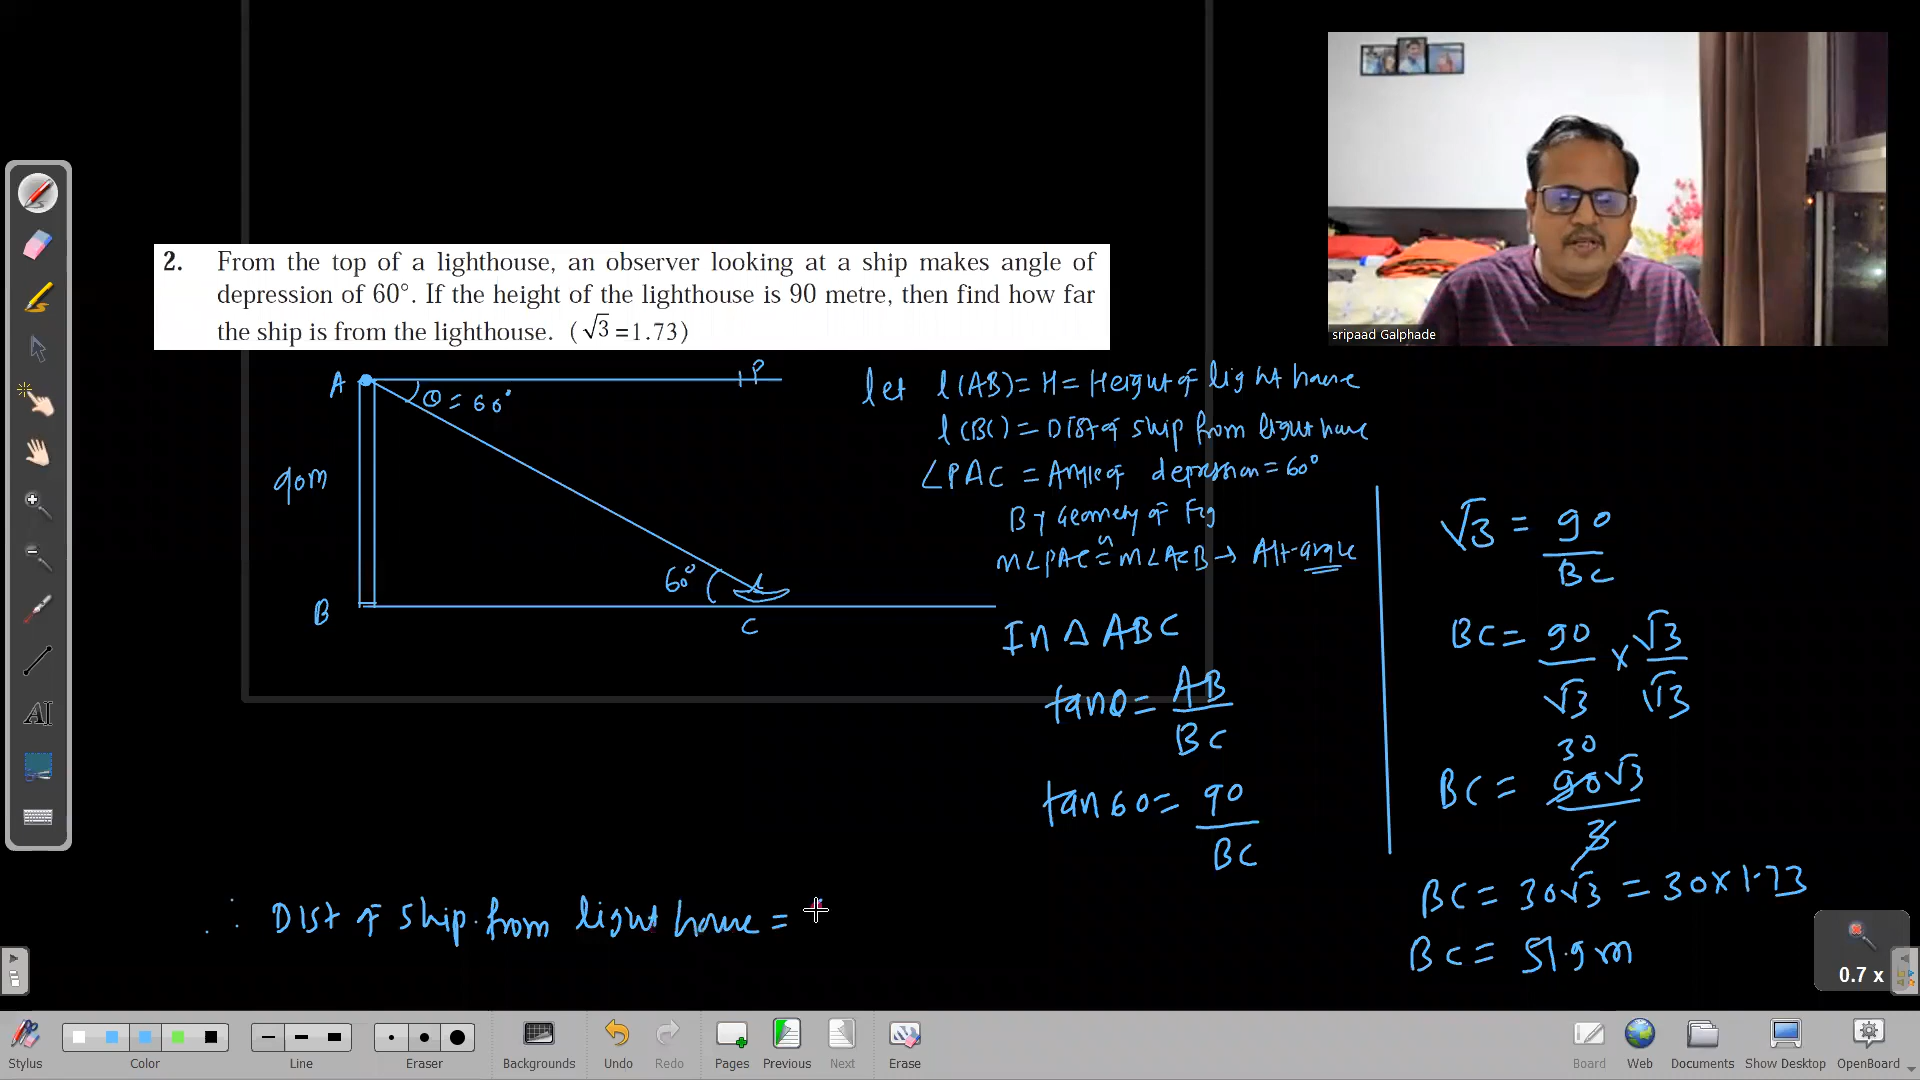 2. From the top of a lighthouse, an observer looking at a ship makes angle of
depression of 60°. If the height of the lighthouse is 90 metre, then find how far
the ship is from the lighthouse. (√3 =1.73)
sripaad Galphade
A
P
θ = 60°
90m
60°
B
C
let l(AB) = H = Height of light house
l(BC) = Dist of ship from light house
∠PAC = Angle of depression = 60°
By Geometry of Fig
m∠PAC ≅ m∠ACB → Alt-angle
In Δ ABC
tanθ = AB/BC
tan60 = 90/BC
√3 = 90/BC
BC = 90/√3 × √3/√3
30
BC = 90√3/3
BC = 30√3 = 30×1.73
BC = 51.9m
∴ Dist of ship from light house =
0.7 x
AI
Stylus
Color
Line
Eraser
Backgrounds
Undo
Redo
Pages
Previous
Next
Erase
Board
Web
Documents
Show Desktop
OpenBoard